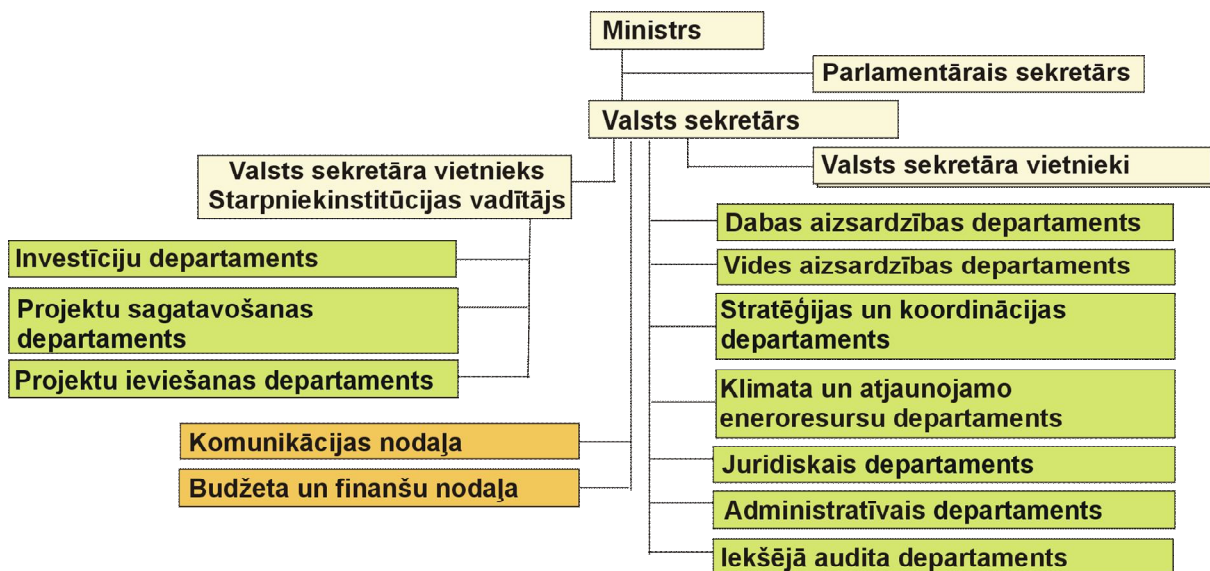 Ministrs
Parlamentārais sekretārs
Valsts sekretārs
Valsts sekretāra vietnieks
Starpniekinstitūcijas vadītājs
Valsts sekretāra vietnieki
Investīciju departaments
Projektu sagatavošanas
departaments
Projektu ieviešanas departaments
Komunikācijas nodaļa
Budžeta un finanšu nodaļa
Dabas aizsardzības departaments
Vides aizsardzības departaments
Stratēģijas un koordinācijas
departaments
Klimata un atjaunojamo
eneroresursu departaments
Juridiskais departaments
Administratīvais departaments
Iekšējā audita departaments